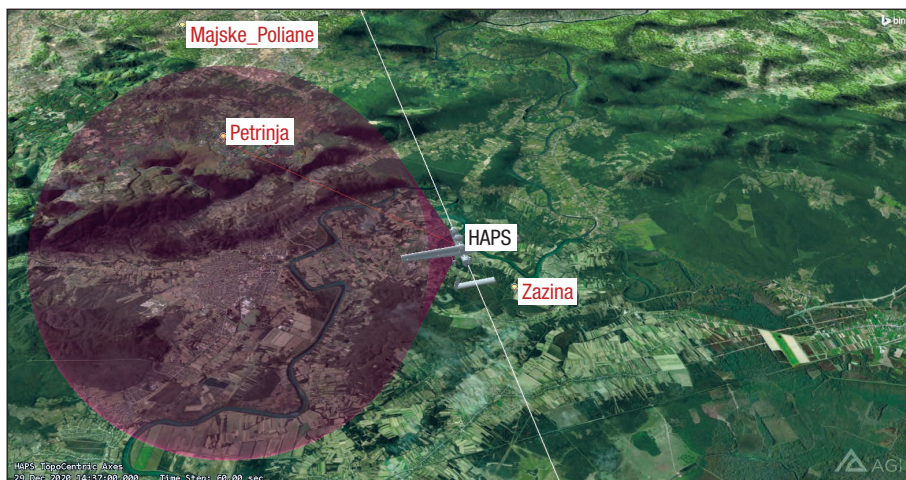 bin
Majske_Poliane
Petrinja
HAPS
Zazina
HAPS TopoCentric Axes
29 Dec 2020 14:37:00.000 Time Step: 60.00 sec
AGI